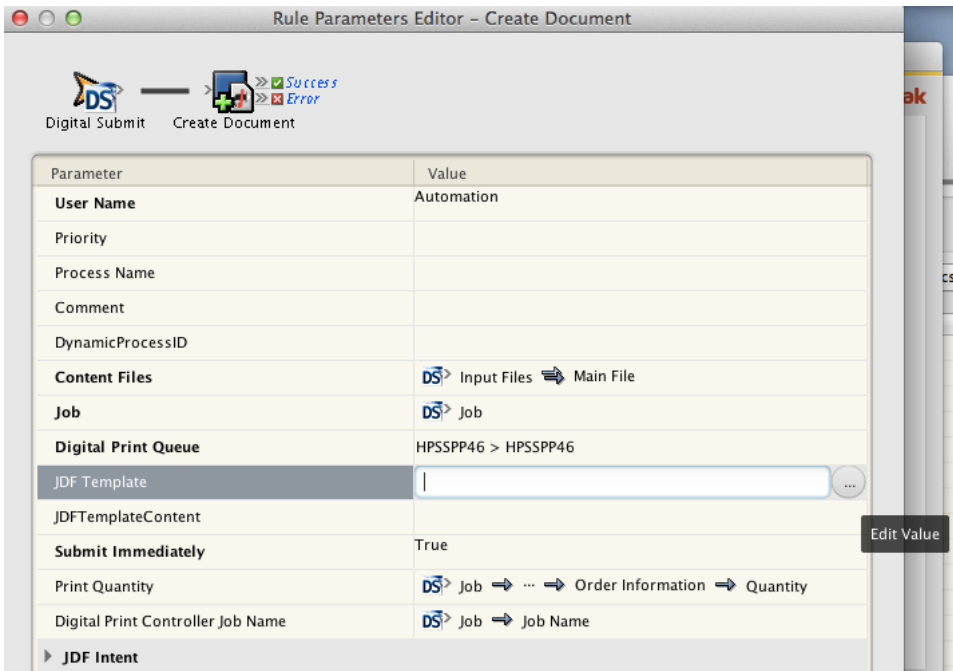 Rule Parameters Editor – Create Document
ak
DS
Success
Error
Digital Submit Create Document
Parameter Value
User Name Automation
Priority
Process Name
Comment
DynamicProcessID
cs
Content Files DS Input Files Main File
Job DS Job
Digital Print Queue HPSSPP46 > HPSSPP46
JDF Template ...
JDFTemplateContent
Edit Value
Submit Immediately True
Print Quantity DS Job ... Order Information Quantity
Digital Print Controller Job Name DS Job Job Name
JDF Intent